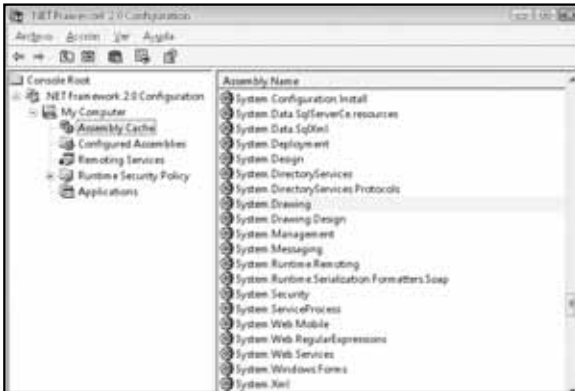 .NET Framework 2.0 Configuration
Archivo Acción Ver Ayuda
Console Root
.NET Framework 2.0 Configuration
My Computer
Assembly Cache
Configured Assemblies
Remoting Services
Runtime Security Policy
Applications
Assembly Name
System.Configuration.Install
System.Data.SqlServerCe.resources
System.Data.SqlXml
System.Deployment
System.Design
System.DirectoryServices
System.DirectoryServices.Protocols
System.Drawing
System.Drawing.Design
System.Management
System.Messaging
System.Runtime.Remoting
System.Runtime.Serialization.Formatters.Soap
System.Security
System.ServiceProcess
System.Web.Mobile
System.Web.RegularExpressions
System.Web.Services
System.Windows.Forms
System.Xml